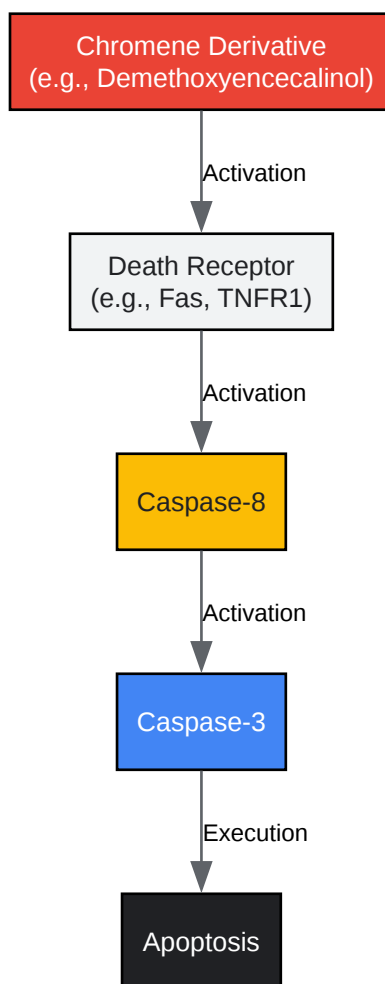 Chromene Derivative
(e.g., Demethoxyencecalinol)
Activation
Death Receptor
(e.g., Fas, TNFR1)
Activation
Caspase-8
Activation
Caspase-3
Execution
Apoptosis